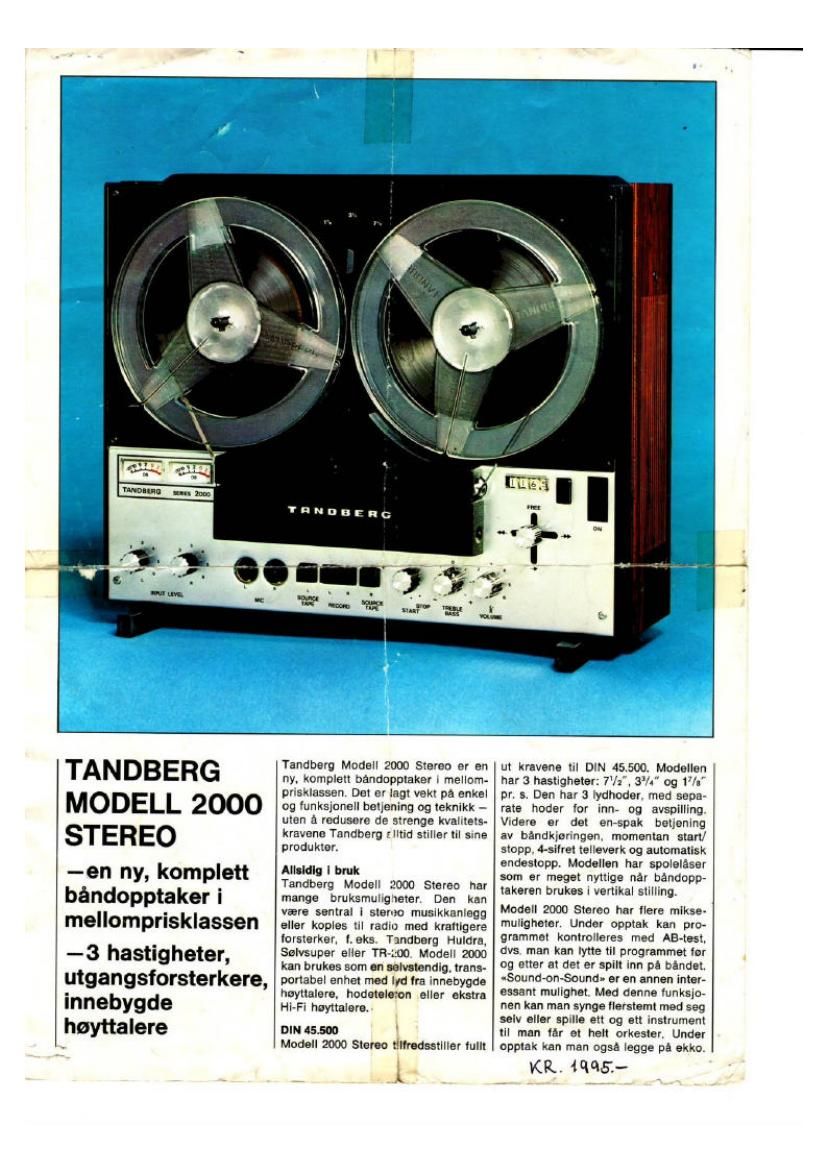 TANDBERG
TANDBERG SERIES 2000
DB DB
TANDBERG
FREE
ON
INPUT LEVEL
L R
MIC
SOURCE
TAPE
L R
RECORD
SOURCE
TAPE
STOP
START
TREBLE
BASS
VOLUME
TANDBERG
MODELL 2000
STEREO
—en ny, komplett
båndopptaker i
mellomprisklassen
—3 hastigheter,
utgangsforsterkere,
innebygde
høyttalere
Tandberg Modell 2000 Stereo er en
ny, komplett båndopptaker i mellom-
prisklassen. Det er lagt vekt på enkel
og funksjonell betjening og teknikk —
uten å redusere de strenge kvalitets-
kravene Tandberg alltid stiller til sine
produkter.
Allsidig i bruk
Tandberg Modell 2000 Stereo har
mange bruksmuligheter. Den kan
være sentral i stereo musikkanlegg
eller koples til radio med kraftigere
forsterker, f. eks. Tandberg Huldra,
Sølvsuper eller TR-200. Modell 2000
kan brukes som en selvstendig, trans-
portabel enhet med lyd fra innebygde
høyttalere, hodetelefon eller ekstra
Hi-Fi høyttalere.
DIN 45.500
Modell 2000 Stereo tilfredsstiller fullt
ut kravene til DIN 45.500. Modellen
har 3 hastigheter: 7¹/₂″, 3³/₄″ og 1⁷/₈″
pr. s. Den har 3 lydhoder, med sepa-
rate hoder for inn- og avspilling.
Videre er det en-spak betjening
av båndkjøringen, momentan start/
stopp, 4-sifret telleverk og automatisk
endestopp. Modellen har spolelåser
som er meget nyttige når båndopp-
takeren brukes i vertikal stilling.
Modell 2000 Stereo har flere mikse-
muligheter. Under opptak kan pro-
grammet kontrolleres med AB-test,
dvs. man kan lytte til programmet før
og etter at det er spilt inn på båndet.
«Sound-on-Sound» er en annen inter-
essant mulighet. Med denne funksjo-
nen kan man synge flerstemt med seg
selv eller spille ett og ett instrument
til man får et helt orkester. Under
opptak kan man også legge på ekko.
KR. 1995.-